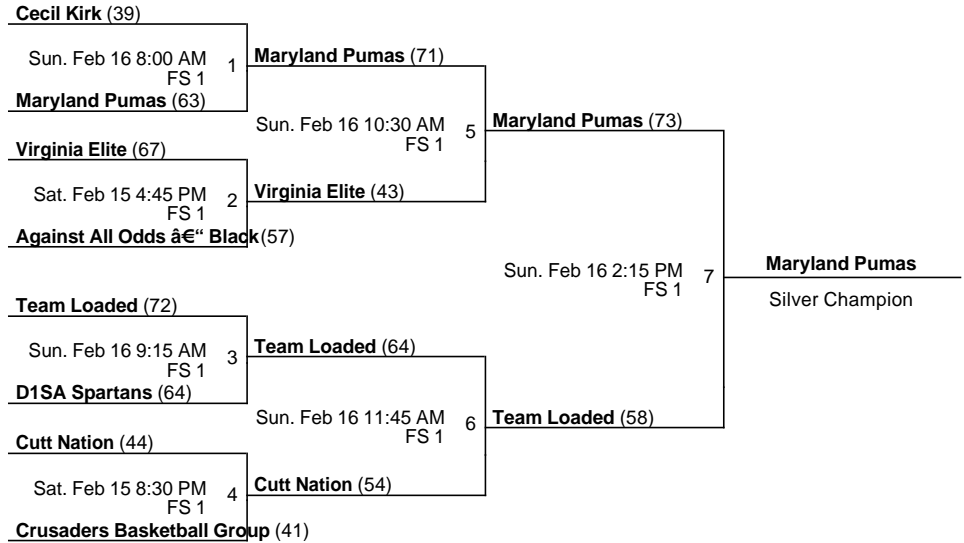 Cecil Kirk (39)
Sun. Feb 16 8:00 AM 1
FS 1
Maryland Pumas (63)
Maryland Pumas (71)
Virginia Elite (67)
Sat. Feb 15 4:45 PM 2
FS 1
Against All Odds â€“ Black(57)
Virginia Elite (43)
Sun. Feb 16 10:30 AM 5
FS 1
Maryland Pumas (73)
Team Loaded (72)
Sun. Feb 16 9:15 AM 3
FS 1
D1SA Spartans (64)
Team Loaded (64)
Cutt Nation (44)
Sat. Feb 15 8:30 PM 4
FS 1
Crusaders Basketball Group (41)
Cutt Nation (54)
Sun. Feb 16 11:45 AM 6
FS 1
Team Loaded (58)
Sun. Feb 16 2:15 PM 7
FS 1
Maryland Pumas
Silver Champion